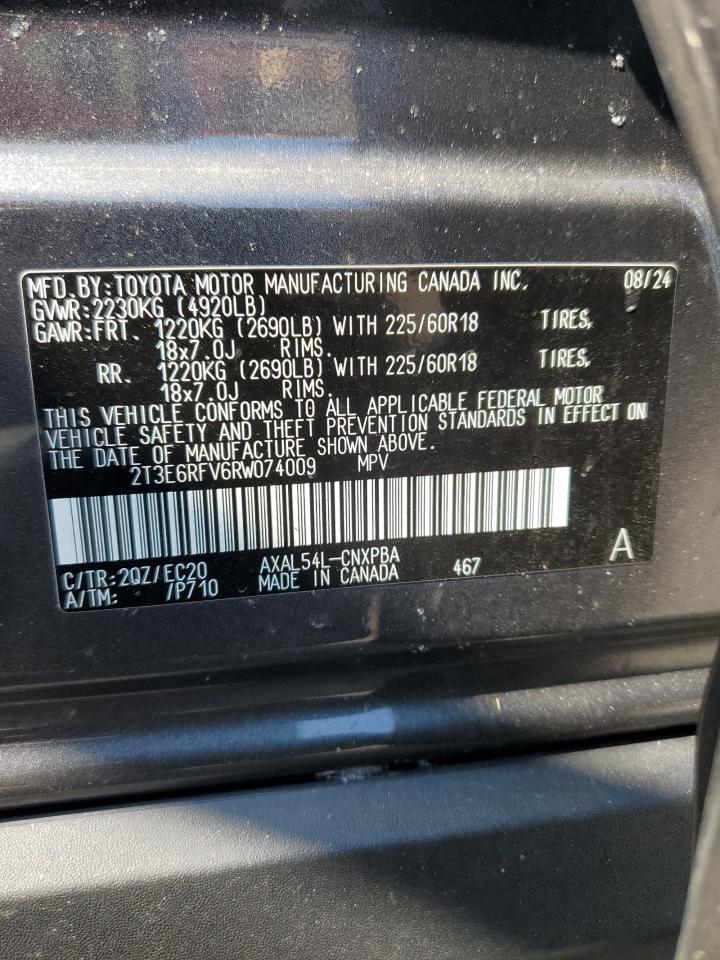 MFD.BY:TOYOTA MOTOR MANUFACTURING CANADA INC. 08/24
GVWR:2230KG (4920LB)
GAWR:FRT. 1220KG (2690LB) WITH 225/60R18 TIRES,
18x7.0J RIMS.
RR. 1220KG (2690LB) WITH 225/60R18 TIRES,
18x7.0J RIMS.
THIS VEHICLE CONFORMS TO ALL APPLICABLE FEDERAL MOTOR
VEHICLE SAFETY AND THEFT PREVENTION STANDARDS IN EFFECT ON
THE DATE OF MANUFACTURE SHOWN ABOVE.
2T3E6RFV6RW074009 MPV
C/TR:2QZ/EC20 AXAL54L-CNXPBA 467 A
A/TM: /P710 MADE IN CANADA